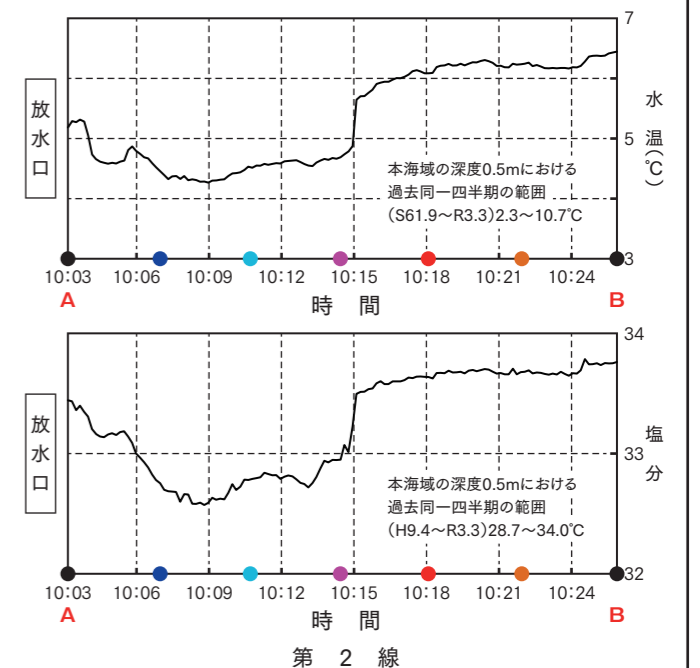 7
5
3
水温(℃)
放水口
本海域の深度0.5mにおける
過去同一四半期の範囲
(S61.9〜R3.3)2.3〜10.7℃
10:03 10:06 10:09 10:12 10:15 10:18 10:21 10:24
A B
時 間
34
33
32
塩分
放水口
本海域の深度0.5mにおける
過去同一四半期の範囲
(H9.4〜R3.3)28.7〜34.0℃
10:03 10:06 10:09 10:12 10:15 10:18 10:21 10:24
A B
時 間
第 2 線